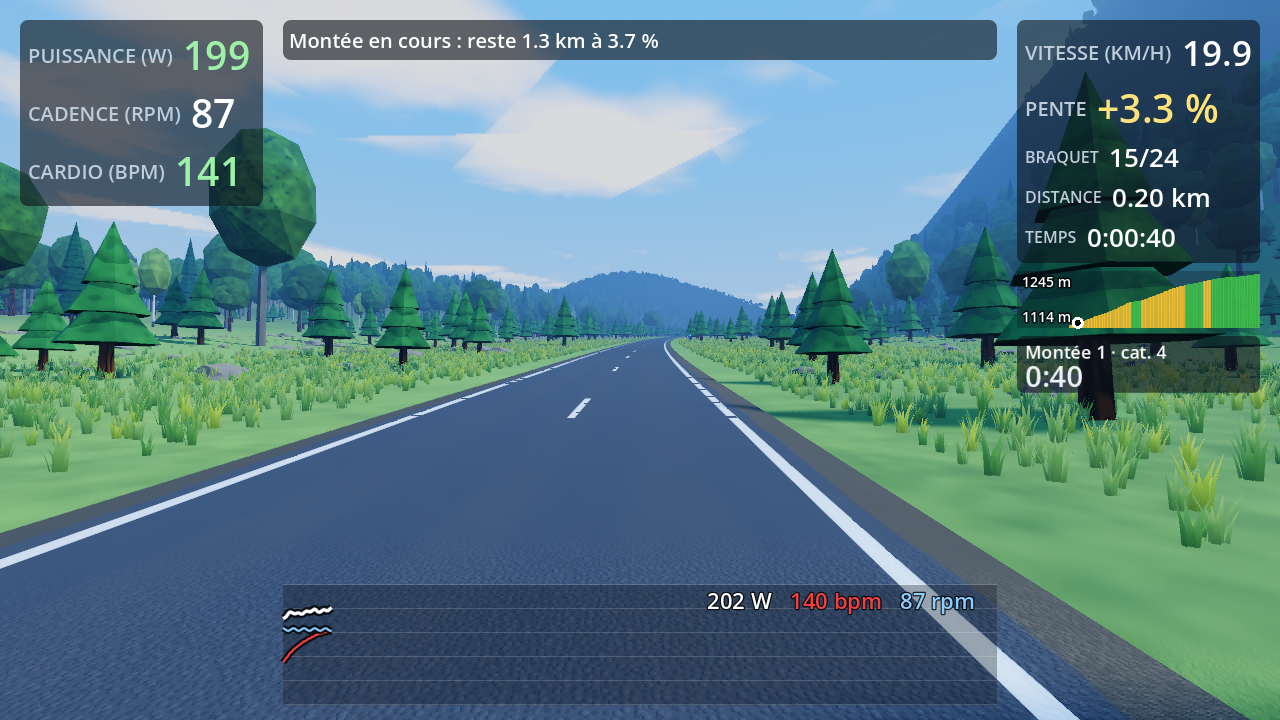 PUISSANCE (W) 199
CADENCE (RPM) 87
CARDIO (BPM) 141
Montée en cours : reste 1.3 km à 3.7 %
VITESSE (KM/H) 19.9
PENTE +3.3 %
BRAQUET 15/24
DISTANCE 0.20 km
TEMPS 0:00:40
1245 m
1114 m
Montée 1 · cat. 4
0:40
202 W 140 bpm 87 rpm